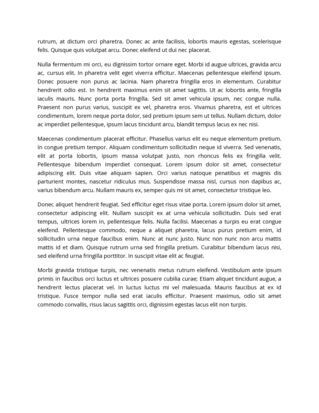 rutrum, at dictum orci pharetra. Donec ac ante facilisis, lobortis mauris egestas, scelerisque
felis. Quisque quis volutpat arcu. Donec eleifend ut dui nec placerat.
Nulla fermentum mi orci, eu dignissim tortor ornare eget. Morbi id augue ultrices, gravida arcu
ac, cursus elit. In pharetra velit eget viverra efficitur. Maecenas pellentesque eleifend ipsum.
Donec posuere non purus ac lacinia. Nam pharetra fringilla eros in elementum. Curabitur
hendrerit odio est. In hendrerit maximus enim sit amet sagittis. Ut ac lobortis ante, fringilla
iaculis mauris. Nunc porta porta fringilla. Sed sit amet vehicula ipsum, nec congue nulla.
Praesent non purus varius, suscipit ex vel, pharetra eros. Vivamus pharetra, est et ultrices
condimentum, lorem neque porta dolor, sed pretium ipsum sem ut tellus. Nullam dictum, dolor
ac imperdiet pellentesque, ipsum lacus tincidunt arcu, blandit tempus lacus ex nec nisi.
Maecenas condimentum placerat efficitur. Phasellus varius elit eu neque elementum pretium.
In congue pretium tempor. Aliquam condimentum sollicitudin neque id viverra. Sed venenatis,
elit at porta lobortis, ipsum massa volutpat justo, non rhoncus felis ex fringilla velit.
Pellentesque bibendum imperdiet consequat. Lorem ipsum dolor sit amet, consectetur
adipiscing elit. Duis vitae aliquam sapien. Orci varius natoque penatibus et magnis dis
parturient montes, nascetur ridiculus mus. Suspendisse massa nisl, cursus non dapibus ac,
varius bibendum arcu. Nullam mauris ex, semper quis mi sit amet, consectetur tristique leo.
Donec aliquet hendrerit feugiat. Sed efficitur eget risus vitae porta. Lorem ipsum dolor sit amet,
consectetur adipiscing elit. Nullam suscipit ex at urna vehicula sollicitudin. Duis sed erat
tempus, ultrices lorem in, pellentesque felis. Nulla facilisi. Maecenas a turpis eu erat congue
eleifend. Pellentesque commodo, neque a aliquet pharetra, lacus purus pretium enim, id
sollicitudin urna neque faucibus enim. Nunc at nunc justo. Nunc non nunc non arcu mattis
mattis id et diam. Quisque rutrum urna sed fringilla pretium. Curabitur bibendum lacus nisi,
sed eleifend urna fringilla porttitor. In suscipit vitae elit ac feugiat.
Morbi gravida tristique turpis, nec venenatis metus rutrum eleifend. Vestibulum ante ipsum
primis in faucibus orci luctus et ultrices posuere cubilia curae; Etiam aliquet tincidunt augue, a
hendrerit lectus placerat vel. In luctus luctus mi vel malesuada. Mauris faucibus at ex id
tristique. Fusce tempor nulla sed erat iaculis efficitur. Praesent maximus, odio sit amet
commodo convallis, risus lacus sagittis orci, dignissim egestas lacus elit non turpis.